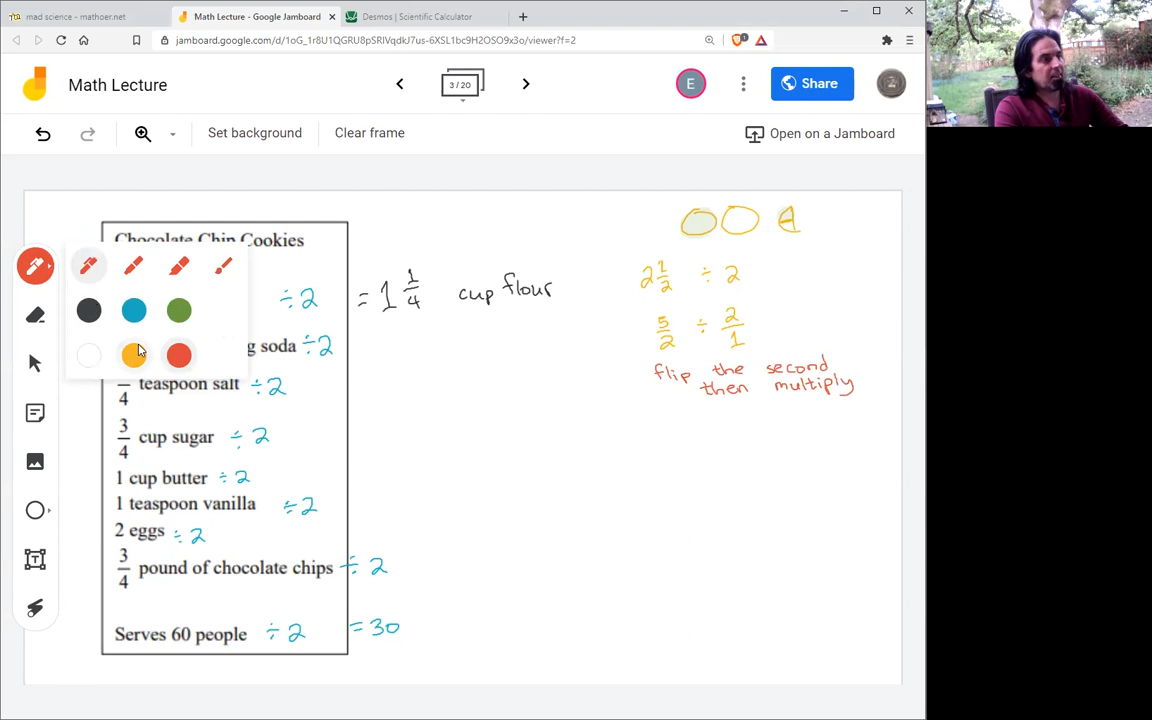 mad science - mathoer.net
Math Lecture - Google Jamboard
Desmos | Scientific Calculator
jamboard.google.com/d/1oG_1r8U1QGRU8pSRlVqdkJ7us-6XSL1bc9H2OSO9x3o/viewer?f=2
Math Lecture
3 / 20
E
Share
Set background
Clear frame
Open on a Jamboard
Chocolate Chip Cookies
÷2 = 1 1/4 cup flour
g soda ÷2
4 teaspoon salt ÷2
3/4 cup sugar ÷2
1 cup butter ÷2
1 teaspoon vanilla ÷2
2 eggs ÷2
3/4 pound of chocolate chips ÷2
Serves 60 people ÷2 = 30
2 1/2 ÷ 2
5/2 ÷ 2/1
flip the second
then multiply